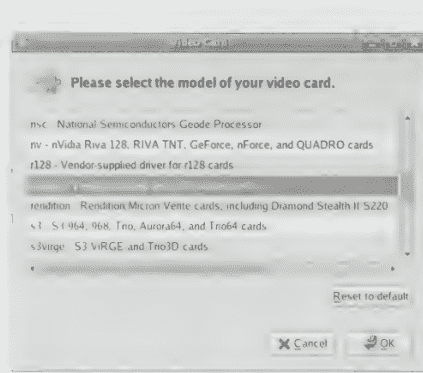 Video Card
Please select the model of your video card.
nsc - National Semiconductors Geode Processor
nv - nVidia Riva 128, RIVA TNT, GeForce, nForce, and QUADRO cards
r128 - Vendor-supplied driver for r128 cards
rendition - Rendition Micron Verite cards, including Diamond Stealth II S220
s3 - S3 964, 968, Trio, Aurora64, and Trio64 cards
s3virge - S3 ViRGE and Trio3D cards
Reset to default
Cancel
OK